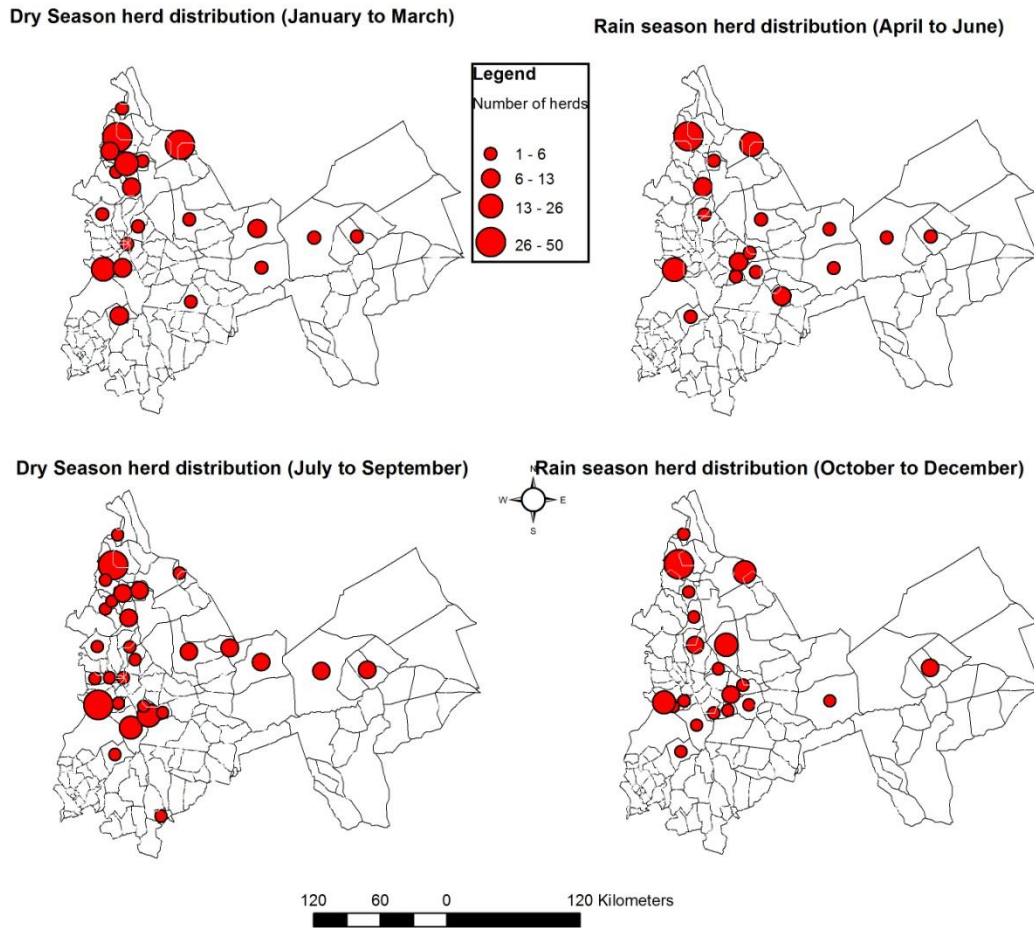 Dry Season herd distribution (January to March)
Rain season herd distribution (April to June)
Legend
Number of herds
1 - 6
6 - 13
13 - 26
26 - 50
Dry Season herd distribution (July to September)
Rain season herd distribution (October to December)
N
W E
S
120 60 0 120 Kilometers